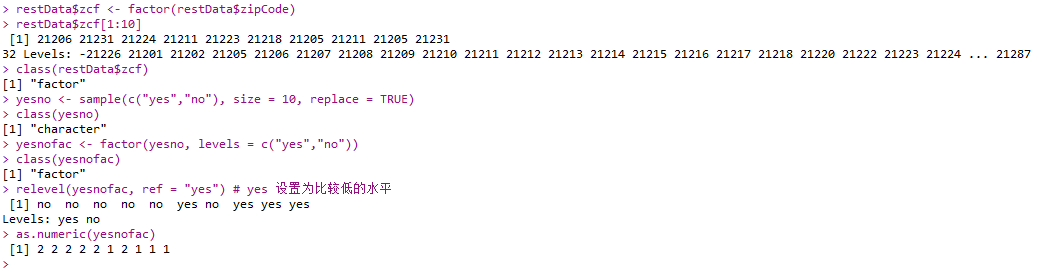 > restData$zcf <- factor(restData$zipCode)
> restData$zcf[1:10]
 [1] 21206 21231 21224 21211 21223 21218 21205 21211 21205 21231
32 Levels: -21226 21201 21202 21205 21206 21207 21208 21209 21210 21211 21212 21213 21214 21215 21216 21217 21218 21220 21222 21223 21224 ... 21287
> class(restData$zcf)
[1] "factor"
> yesno <- sample(c("yes","no"), size = 10, replace = TRUE)
> class(yesno)
[1] "character"
> yesnofac <- factor(yesno, levels = c("yes","no"))
> class(yesnofac)
[1] "factor"
> relevel(yesnofac, ref = "yes") # yes 设置为比较低的水平
 [1] no  no  no  no  no  yes no  yes yes yes
Levels: yes no
> as.numeric(yesnofac)
 [1] 2 2 2 2 2 1 2 1 1 1
>